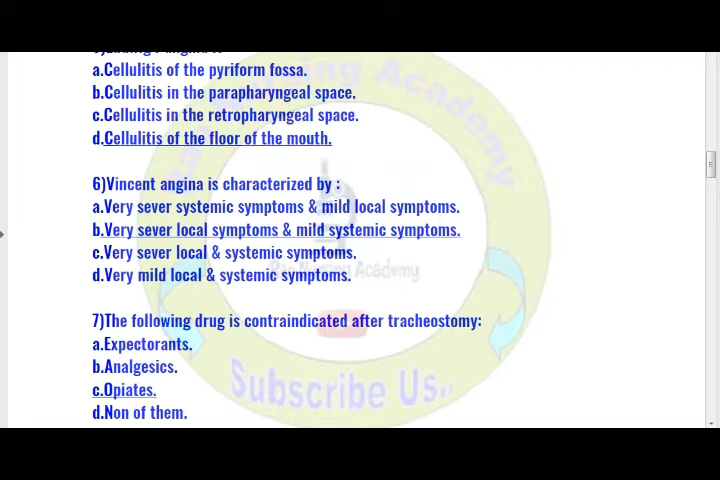 a.Cellulitis of the pyriform fossa.
b.Cellulitis in the parapharyngeal space.
c.Cellulitis in the retropharyngeal space.
d.Cellulitis of the floor of the mouth.
6)Vincent angina is characterized by :
a.Very sever systemic symptoms & mild local symptoms.
b.Very sever local symptoms & mild systemic symptoms.
c.Very sever local & systemic symptoms.
d.Very mild local & systemic symptoms.
7)The following drug is contraindicated after tracheostomy:
a.Expectorants.
b.Analgesics.
c.Opiates.
d.Non of them.
Subscribe Us..